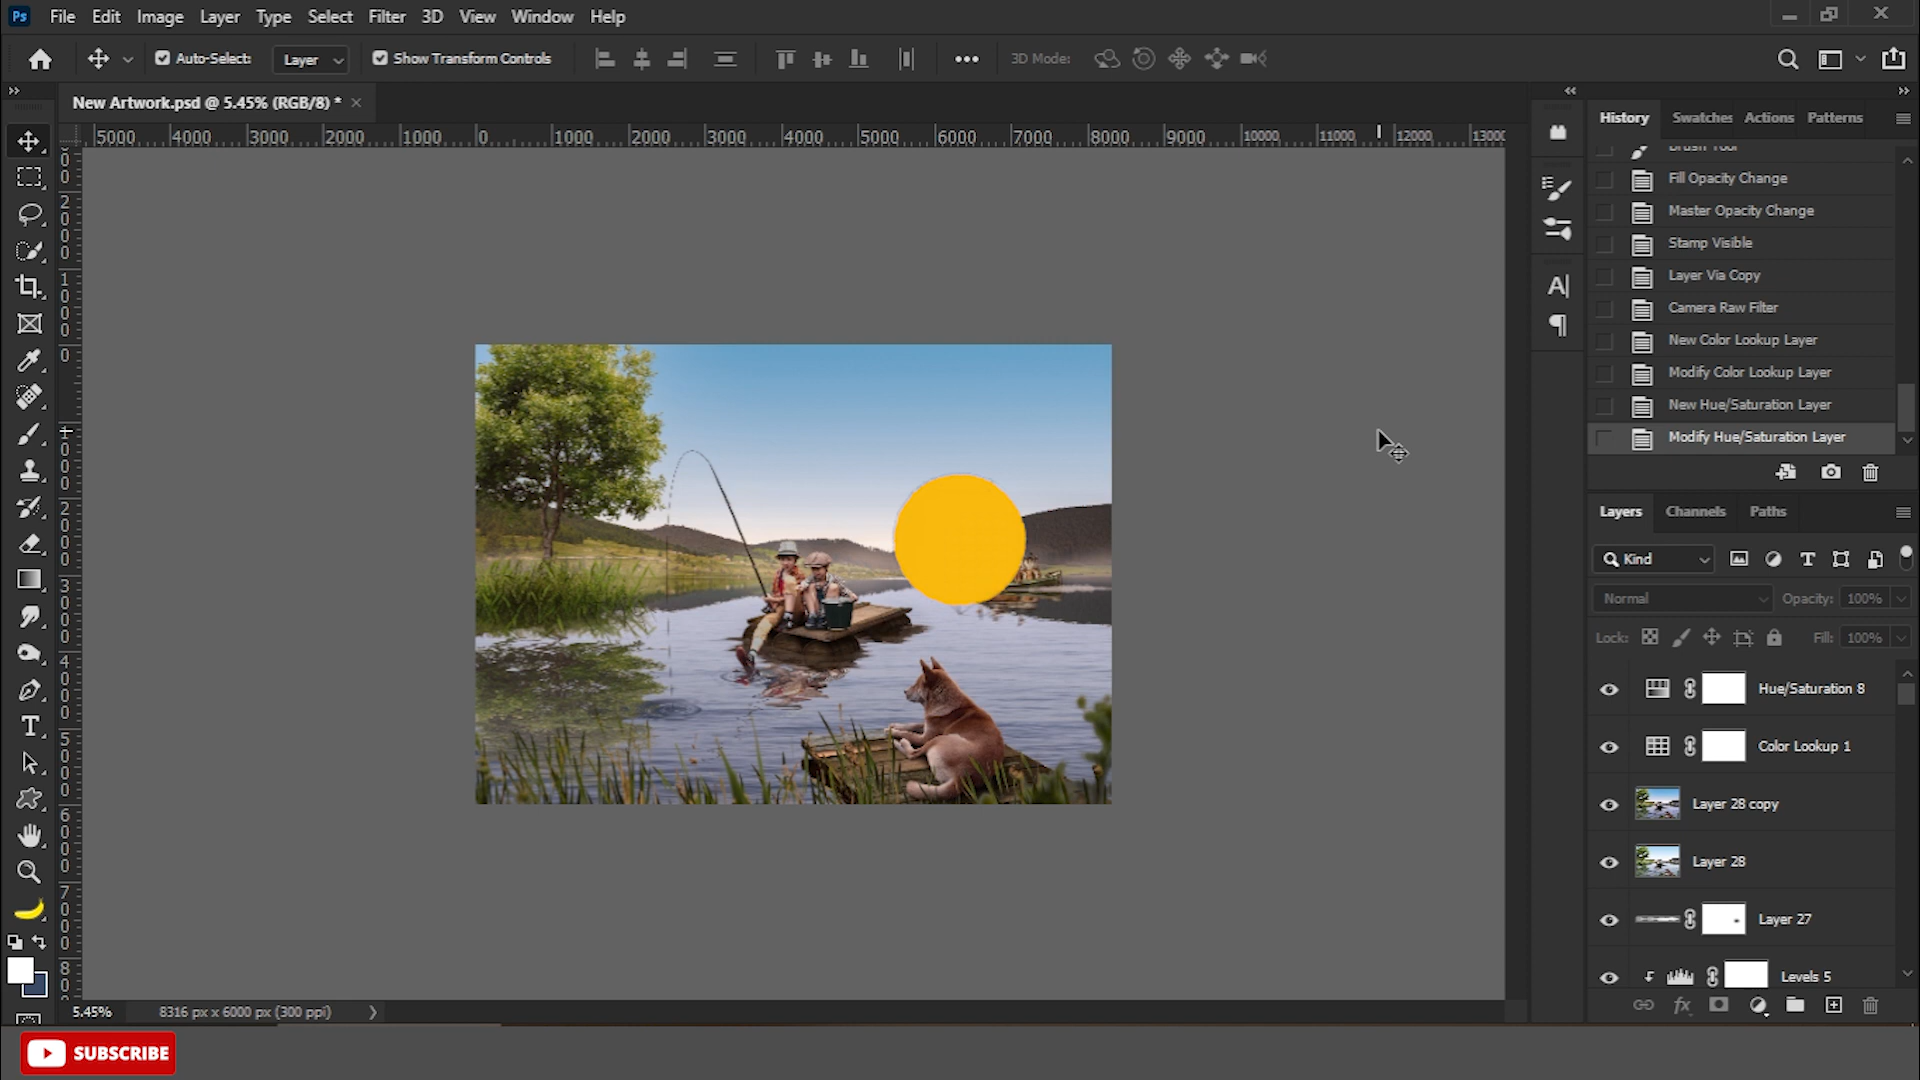 Ps File Edit Image Layer Type Select Filter 3D View Window Help
Auto-Select: Layer Show Transform Controls 3D Mode:
New Artwork.psd @ 5.45% (RGB/8) *
5000 4000 3000 2000 1000 0 1000 2000 3000 4000 5000 6000 7000 8000 9000 10000 11000 12000 13000
History Swatches Actions Patterns
Brush Tool
Fill Opacity Change
Master Opacity Change
Stamp Visible
Layer Via Copy
Camera Raw Filter
New Color Lookup Layer
Modify Color Lookup Layer
New Hue/Saturation Layer
Modify Hue/Saturation Layer
Layers Channels Paths
Kind
Normal Opacity: 100%
Lock: Fill: 100%
Hue/Saturation 8
Color Lookup 1
Layer 28 copy
Layer 28
Layer 27
Levels 5
5.45% 8316 px x 6000 px (300 ppi)
SUBSCRIBE